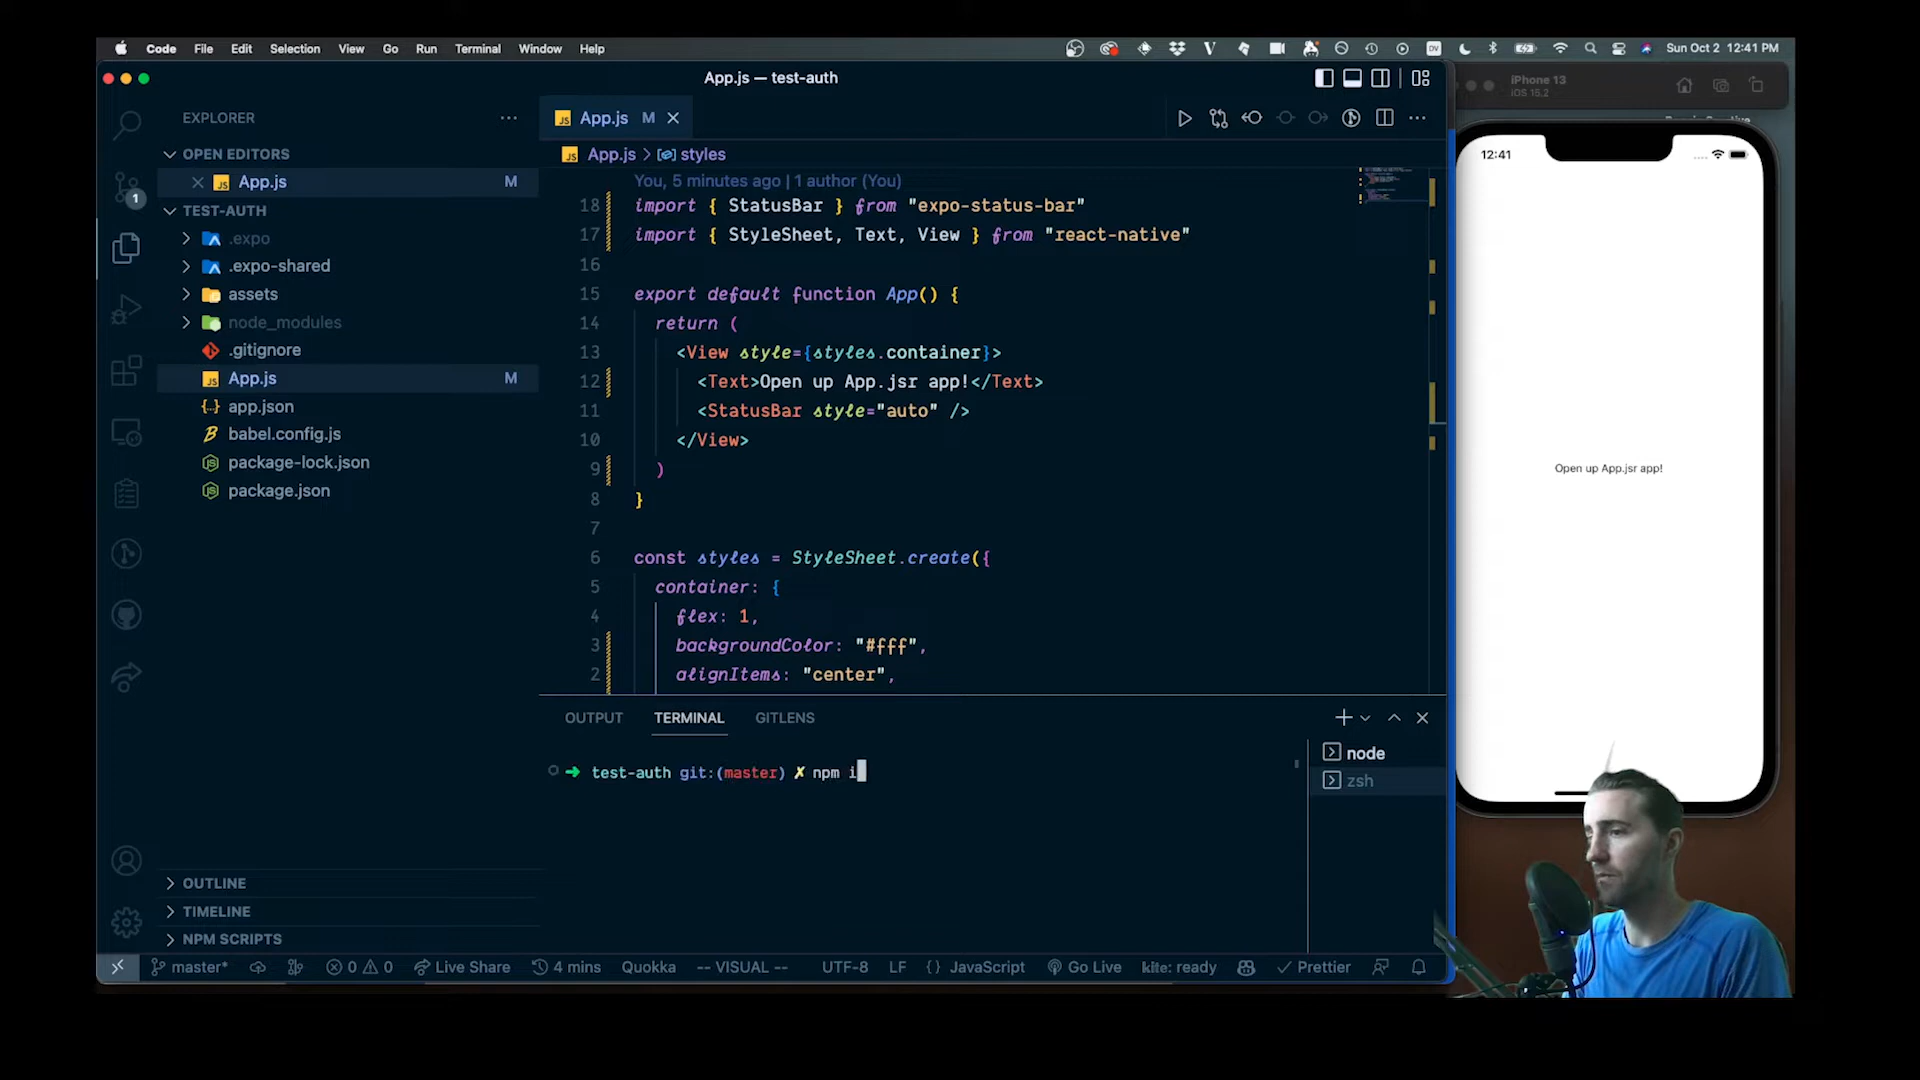 Code File Edit Selection View Go Run Terminal Window Help
Sun Oct 2 12:41 PM
App.js — test-auth
iPhone 13
iOS 15.2
EXPLORER
App.js M
OPEN EDITORS
App.js M
TEST-AUTH
.expo
.expo-shared
assets
node_modules
.gitignore
App.js M
app.json
babel.config.js
package-lock.json
package.json
OUTLINE
TIMELINE
NPM SCRIPTS
1
App.js > styles
You, 5 minutes ago | 1 author (You)
18 import { StatusBar } from "expo-status-bar"
17 import { StyleSheet, Text, View } from "react-native"
16
15 export default function App() {
14 return (
13 <View style={styles.container}>
12 <Text>Open up App.jsr app!</Text>
11 <StatusBar style="auto" />
10 </View>
9 )
8 }
7
6 const styles = StyleSheet.create({
5 container: {
4 flex: 1,
3 backgroundColor: "#fff",
2 alignItems: "center",
OUTPUT TERMINAL GITLENS
test-auth git:(master) ✗ npm i
node
zsh
master* 0 0 Live Share 4 mins Quokka -- VISUAL -- UTF-8 LF {} JavaScript Go Live kite: ready Prettier
12:41
Open up App.jsr app!